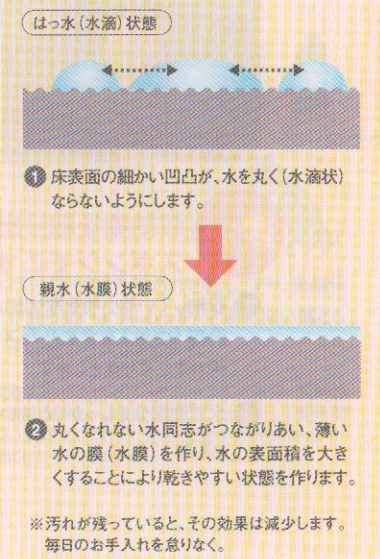 はっ水（水滴）状態
❶ 床表面の細かい凹凸が、水を丸く（水滴状）
ならないようにします。
親水（水膜）状態
❷ 丸くなれない水同志がつながりあい、薄い
水の膜（水膜）を作り、水の表面積を大き
くすることにより乾きやすい状態を作ります。
※汚れが残っていると、その効果は減少します。
毎日のお手入れを怠りなく。